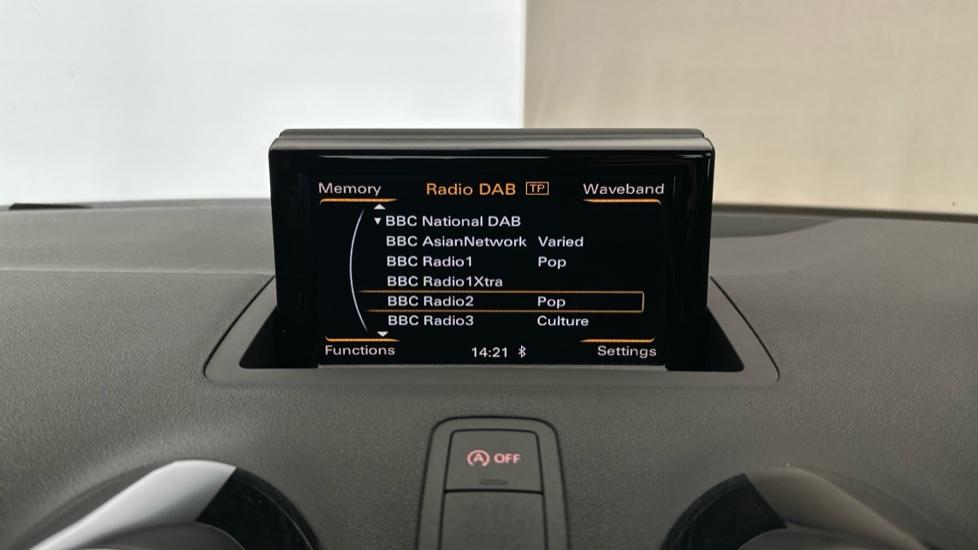 Memory Radio DAB TP Waveband
BBC National DAB
BBC AsianNetwork Varied
BBC Radio1 Pop
BBC Radio1Xtra
BBC Radio2 Pop
BBC Radio3 Culture
Functions 14:21 Settings
A OFF